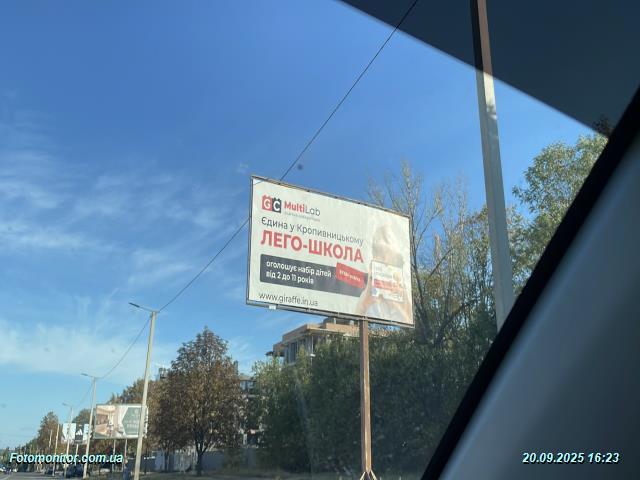 GC MultiLab
Єдина у Кропивницькому
ЛЕГО-ШКОЛА
оголошує набір дітей
від 2 до 11 років
www.giraffe.in.ua
Fotomonitor.com.ua
20.09.2025 16:23